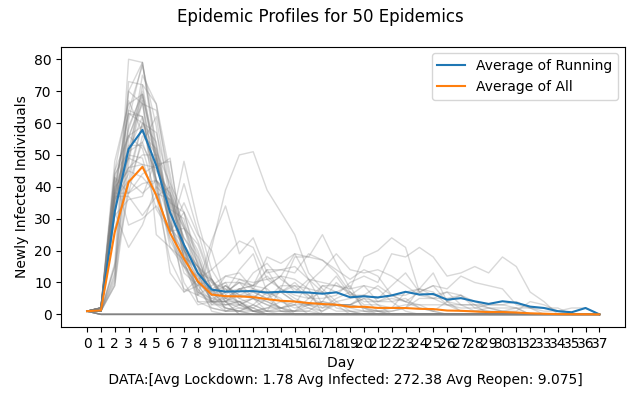 Epidemic Profiles for 50 Epidemics
Average of Running
Average of All
Newly Infected Individuals
80
70
60
50
40
30
20
10
0
0 1 2 3 4 5 6 7 8 9 10 11 12 13 14 15 16 17 18 19 20 21 22 23 24 25 26 27 28 29 30 31 32 33 34 35 36 37
Day
DATA:[Avg Lockdown: 1.78 Avg Infected: 272.38 Avg Reopen: 9.075]